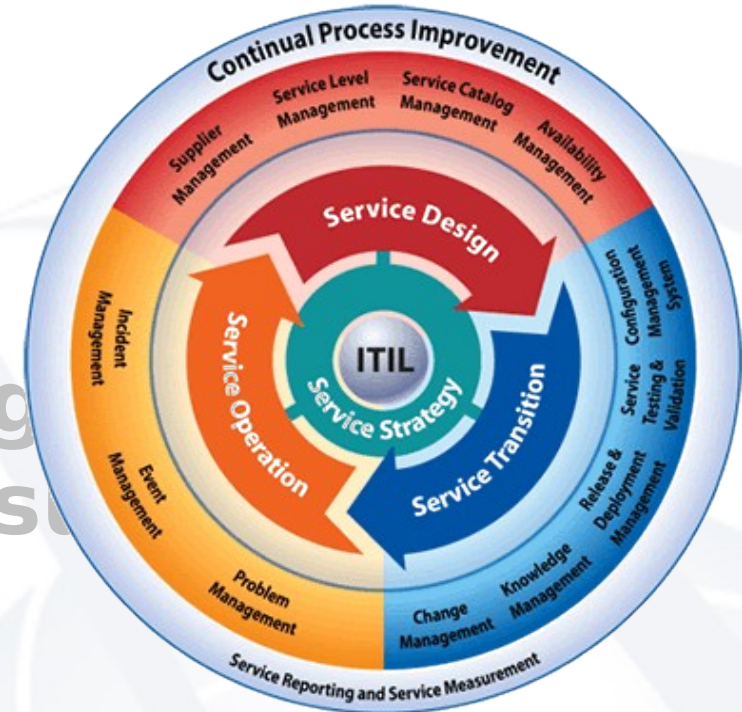 Continual Process Improvement
Supplier
Management
Service Level
Management
Service Catalog
Management
Availability
Management
Configuration
Management
System
Service
Testing &
Validation
Release &
Deployment
Management
Knowledge
Management
Change
Management
Problem
Management
Event
Management
Incident
Management
Service Design
Service Transition
Service Operation
Service Strategy
ITIL
Service Reporting and Service Measurement